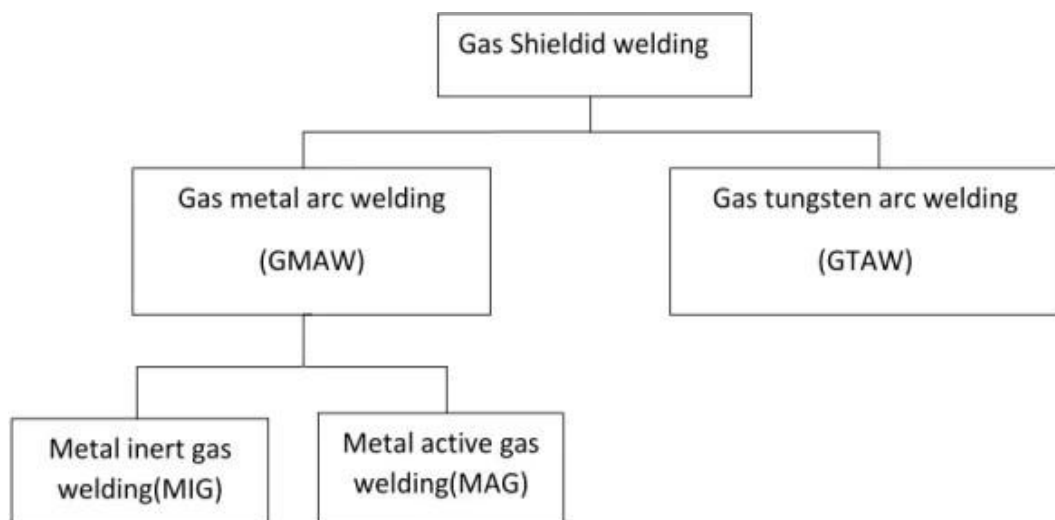 Gas Shieldid welding
Gas metal arc welding
(GMAW)
Gas tungsten arc welding
(GTAW)
Metal inert gas
welding(MIG)
Metal active gas
welding(MAG)